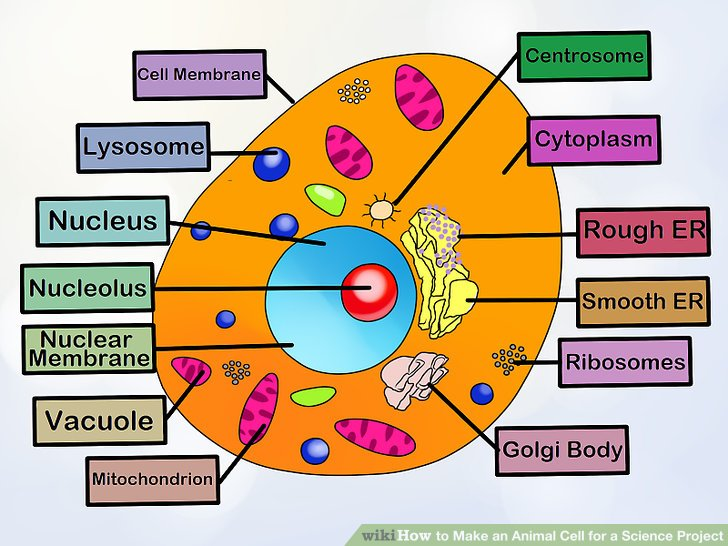 Cell Membrane
Lysosome
Nucleus
Nucleolus
Nuclear
Membrane
Vacuole
Mitochondrion
Centrosome
Cytoplasm
Rough ER
Smooth ER
Ribosomes
Golgi Body
wikiHow to Make an Animal Cell for a Science Project